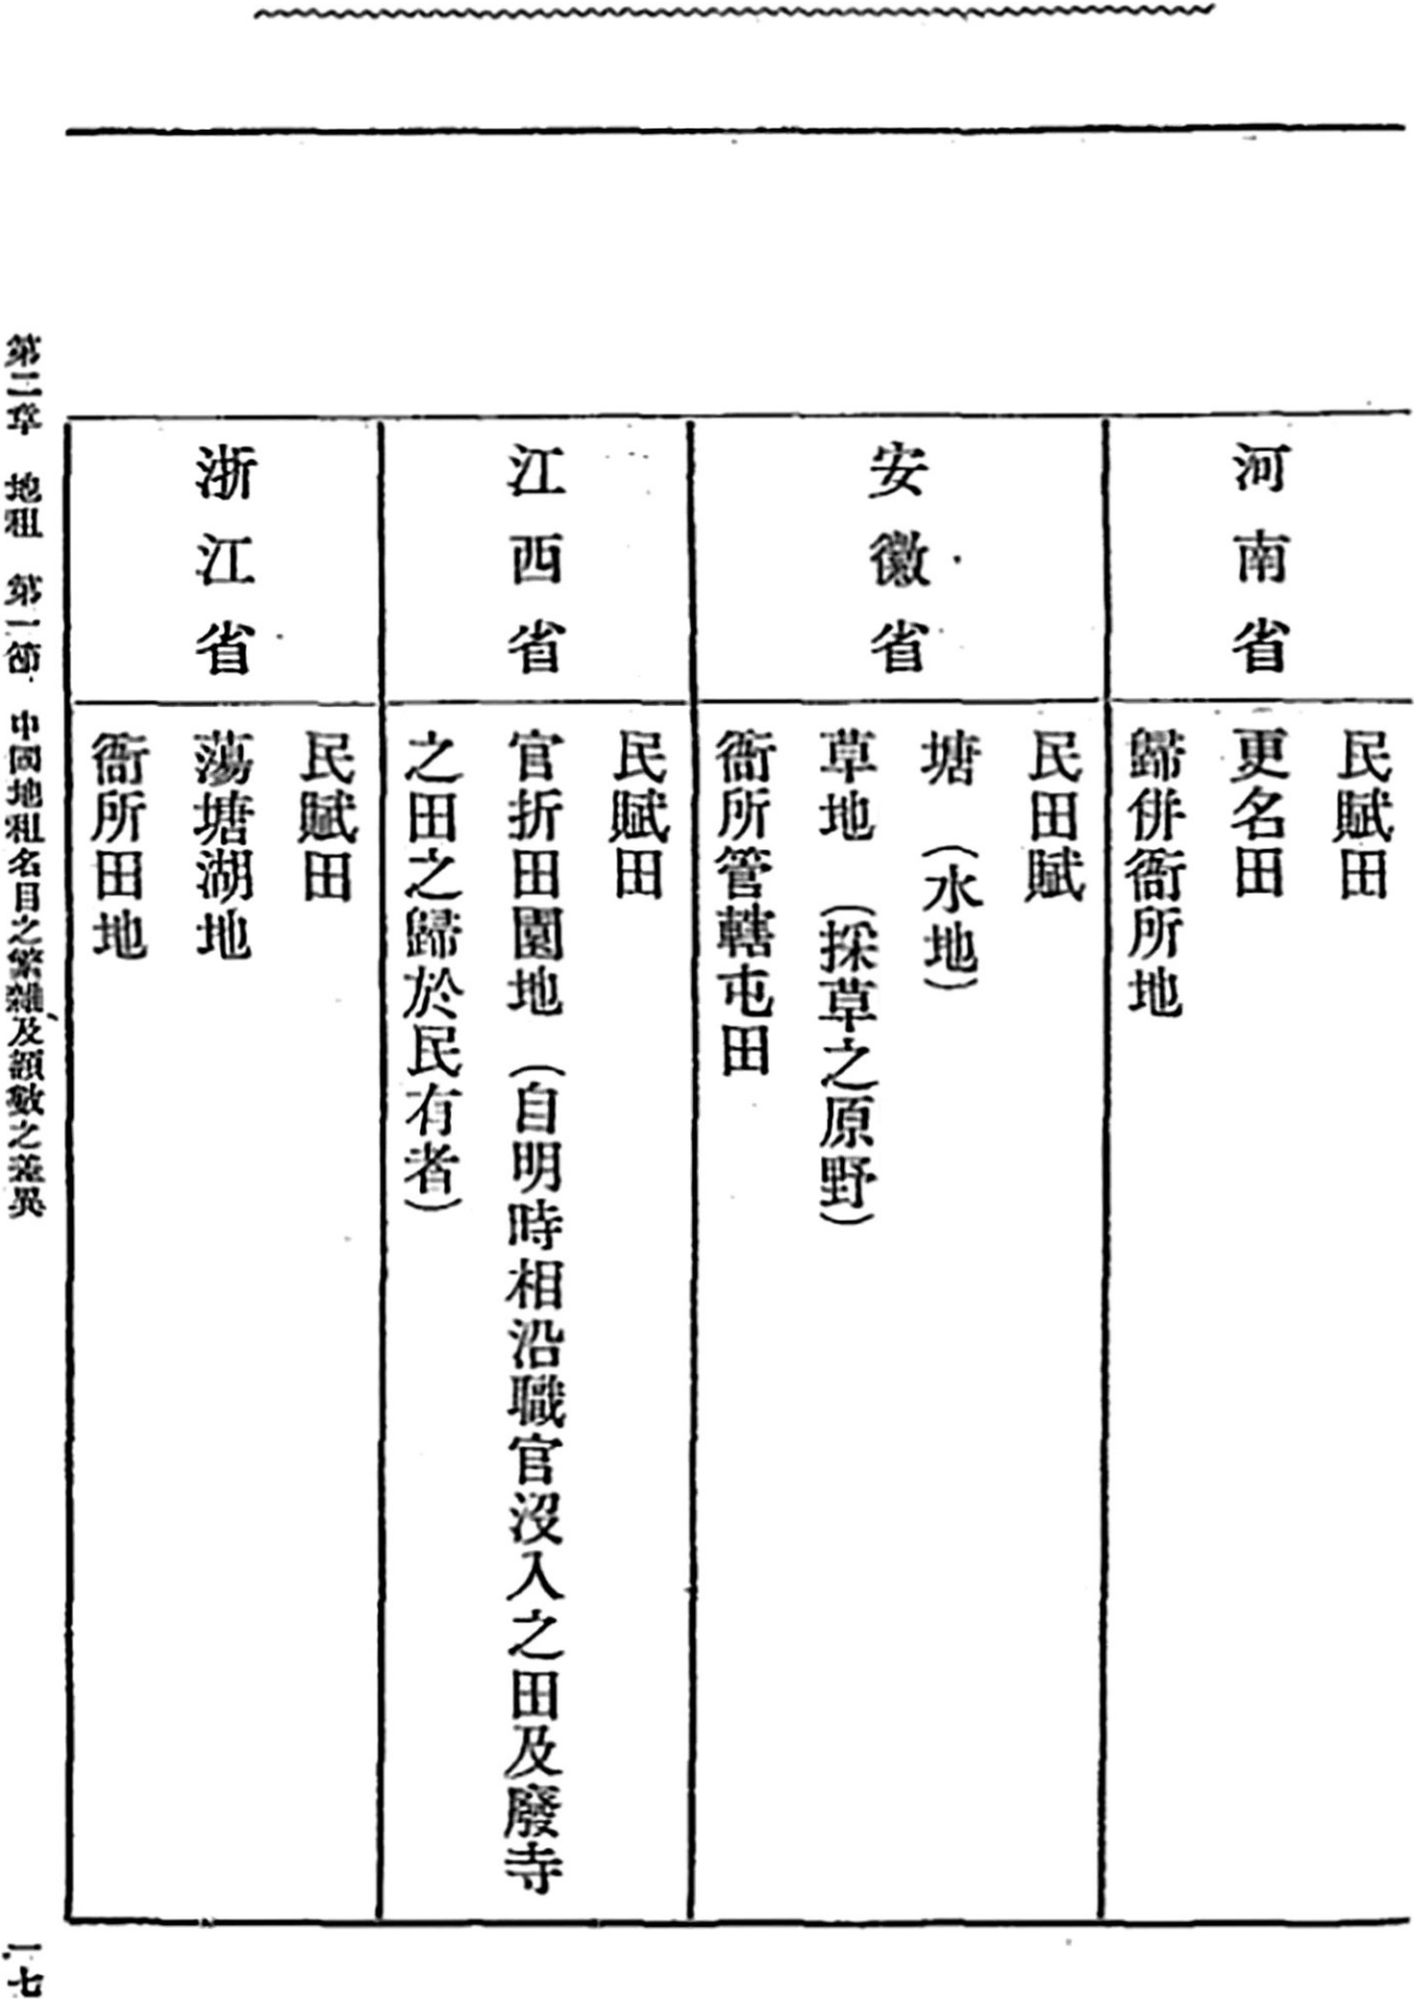 河南省
民賦田
更名田
歸併衞所地
安徽省
民田賦
塘（水地）
草地（採草之原野）
衞所管轄屯田
江西省
民賦田
官折田園地（自明時相沿職官沒入之田及廢寺
之田之歸於民有者）
浙江省
民賦田
蕩塘湖地
衞所田地
第二章 地租 第一節 中國地租名目之繁雜及額數之差異
一七